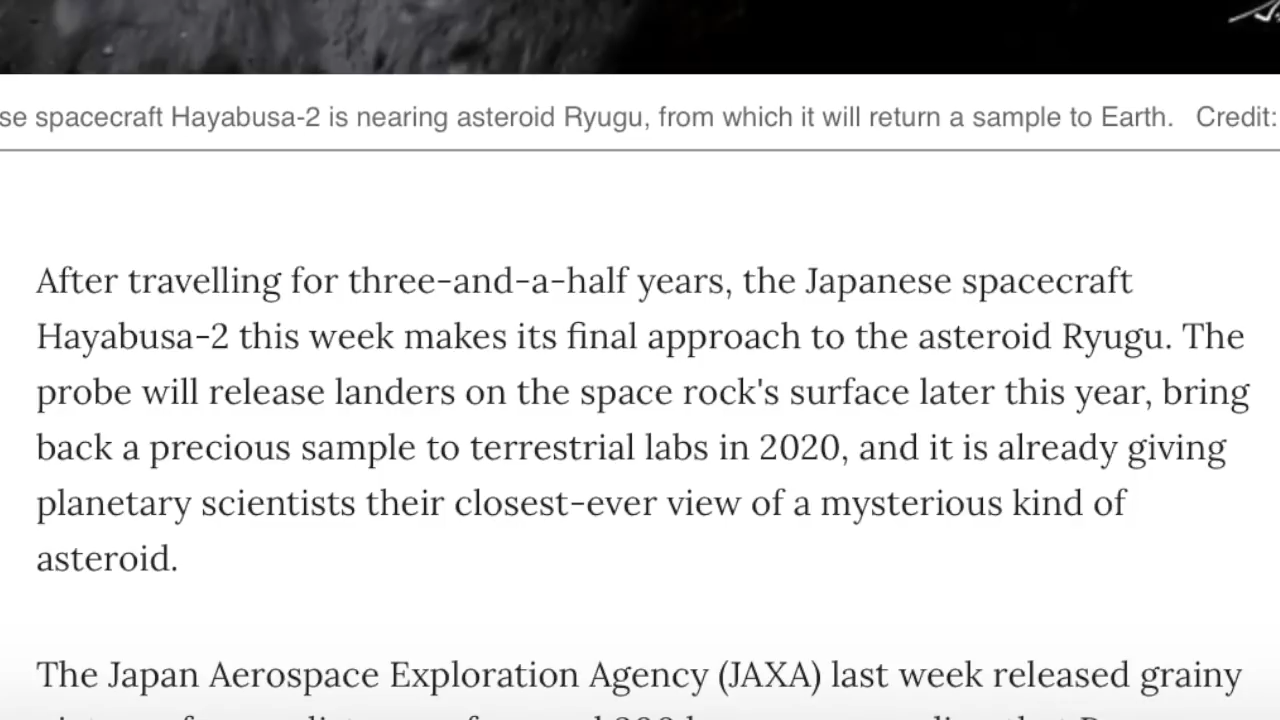 se spacecraft Hayabusa-2 is nearing asteroid Ryugu, from which it will return a sample to Earth. Credit:
After travelling for three-and-a-half years, the Japanese spacecraft
Hayabusa-2 this week makes its final approach to the asteroid Ryugu. The
probe will release landers on the space rock's surface later this year, bring
back a precious sample to terrestrial labs in 2020, and it is already giving
planetary scientists their closest-ever view of a mysterious kind of
asteroid.
The Japan Aerospace Exploration Agency (JAXA) last week released grainy